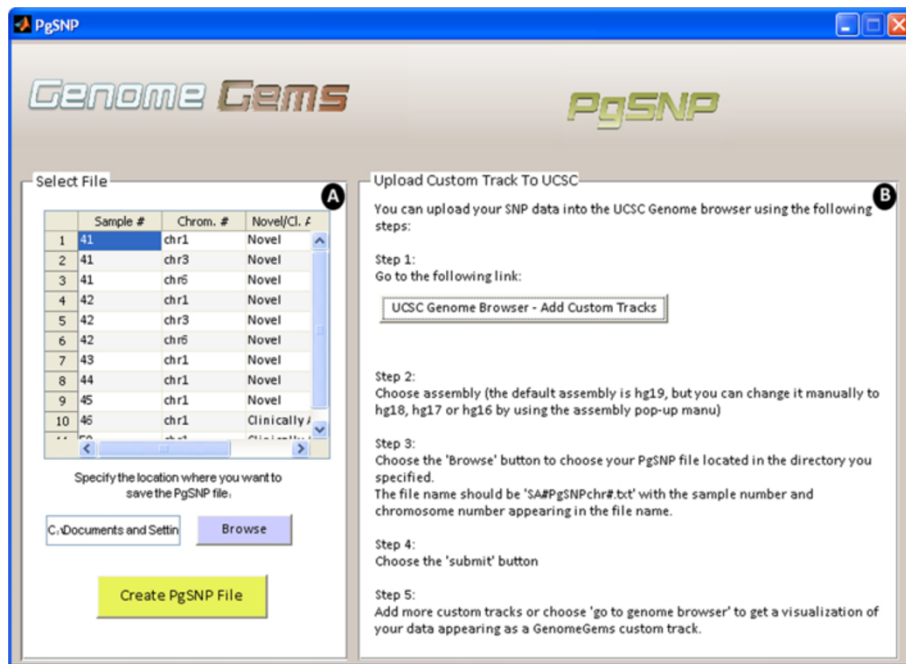 PgSNP
Genome Gems
PgSNP
Select File
A
Sample # Chrom. # Novel/Cl. A
1 41 chr1 Novel
2 41 chr3 Novel
3 41 chr6 Novel
4 42 chr1 Novel
5 42 chr3 Novel
6 42 chr6 Novel
7 43 chr1 Novel
8 44 chr1 Novel
9 45 chr1 Novel
10 46 chr1 Clinically A
Specify the location where you want to
save the PgSNP file:
C:\Documents and Settin
Browse
Create PgSNP File
Upload Custom Track To UCSC
B
You can upload your SNP data into the UCSC Genome browser using the following
steps:
Step 1:
Go to the following link:
UCSC Genome Browser - Add Custom Tracks
Step 2:
Choose assembly (the default assembly is hg19, but you can change it manually to
hg18, hg17 or hg16 by using the assembly pop-up manu)
Step 3:
Choose the 'Browse' button to choose your PgSNP file located in the directory you
specified.
The file name should be 'SA#PgSNPchr#.txt' with the sample number and
chromosome number appearing in the file name.
Step 4:
Choose the 'submit' button
Step 5:
Add more custom tracks or choose 'go to genome browser' to get a visualization of
your data appearing as a GenomeGems custom track.